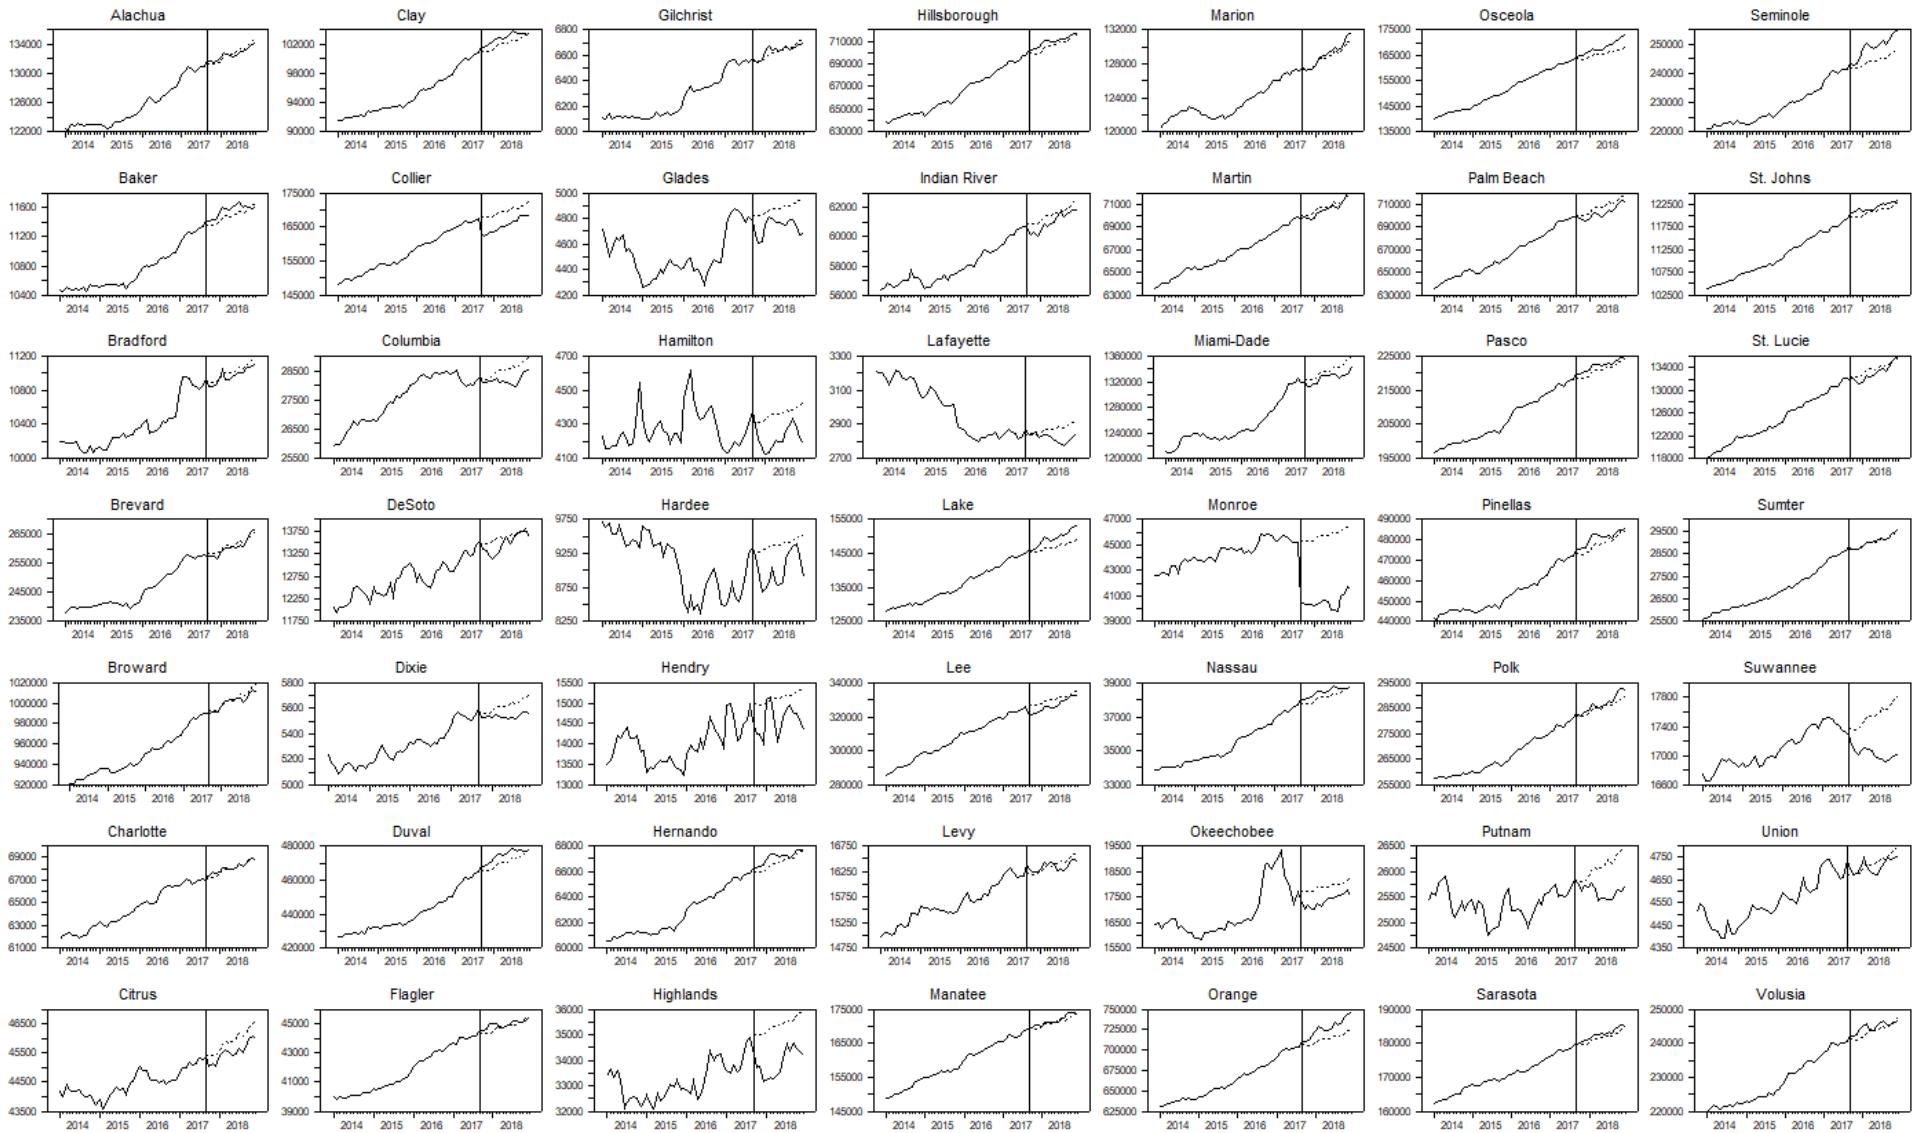 Alachua
134000
130000
126000
122000
2014 2015 2016 2017 2018
Clay
102000
98000
94000
90000
2014 2015 2016 2017 2018
Gilchrist
6800
6600
6400
6200
6000
2014 2015 2016 2017 2018
Hillsborough
710000
690000
670000
650000
630000
2014 2015 2016 2017 2018
Marion
132000
128000
124000
120000
2014 2015 2016 2017 2018
Osceola
175000
165000
155000
145000
135000
2014 2015 2016 2017 2018
Seminole
250000
240000
230000
220000
2014 2015 2016 2017 2018
Baker
11600
11200
10800
10400
2014 2015 2016 2017 2018
Collier
175000
165000
155000
145000
2014 2015 2016 2017 2018
Glades
5000
4800
4600
4400
4200
2014 2015 2016 2017 2018
Indian River
62000
60000
58000
56000
2014 2015 2016 2017 2018
Martin
71000
69000
67000
65000
63000
2014 2015 2016 2017 2018
Palm Beach
710000
690000
670000
650000
630000
2014 2015 2016 2017 2018
St. Johns
122500
117500
112500
107500
102500
2014 2015 2016 2017 2018
Bradford
11200
10800
10400
10000
2014 2015 2016 2017 2018
Columbia
28500
27500
26500
25500
2014 2015 2016 2017 2018
Hamilton
4700
4500
4300
4100
2014 2015 2016 2017 2018
Lafayette
3300
3100
2900
2700
2014 2015 2016 2017 2018
Miami-Dade
1360000
1320000
1280000
1240000
1200000
2014 2015 2016 2017 2018
Pasco
225000
215000
205000
195000
2014 2015 2016 2017 2018
St. Lucie
134000
130000
126000
122000
118000
2014 2015 2016 2017 2018
Brevard
265000
255000
245000
235000
2014 2015 2016 2017 2018
DeSoto
13750
13250
12750
12250
11750
2014 2015 2016 2017 2018
Hardee
9750
9250
8750
8250
2014 2015 2016 2017 2018
Lake
155000
145000
135000
125000
2014 2015 2016 2017 2018
Monroe
47000
45000
43000
41000
39000
2014 2015 2016 2017 2018
Pinellas
490000
480000
470000
460000
450000
440000
2014 2015 2016 2017 2018
Sumter
29500
28500
27500
26500
25500
2014 2015 2016 2017 2018
Broward
1020000
1000000
980000
960000
940000
920000
2014 2015 2016 2017 2018
Dixie
5800
5600
5400
5200
5000
2014 2015 2016 2017 2018
Hendry
15500
15000
14500
14000
13500
13000
2014 2015 2016 2017 2018
Lee
340000
320000
300000
280000
2014 2015 2016 2017 2018
Nassau
39000
37000
35000
33000
2014 2015 2016 2017 2018
Polk
295000
285000
275000
265000
255000
2014 2015 2016 2017 2018
Suwannee
17800
17400
17000
16600
2014 2015 2016 2017 2018
Charlotte
69000
67000
65000
63000
61000
2014 2015 2016 2017 2018
Duval
480000
460000
440000
420000
2014 2015 2016 2017 2018
Hernando
68000
66000
64000
62000
60000
2014 2015 2016 2017 2018
Levy
16750
16250
15750
15250
14750
2014 2015 2016 2017 2018
Okeechobee
19500
18500
17500
16500
15500
2014 2015 2016 2017 2018
Putnam
26500
26000
25500
25000
24500
2014 2015 2016 2017 2018
Union
4750
4650
4550
4450
4350
2014 2015 2016 2017 2018
Citrus
46500
45500
44500
43500
2014 2015 2016 2017 2018
Flagler
45000
43000
41000
39000
2014 2015 2016 2017 2018
Highlands
36000
35000
34000
33000
32000
2014 2015 2016 2017 2018
Manatee
175000
165000
155000
145000
2014 2015 2016 2017 2018
Orange
750000
725000
700000
675000
650000
625000
2014 2015 2016 2017 2018
Sarasota
190000
180000
170000
160000
2014 2015 2016 2017 2018
Volusia
250000
240000
230000
220000
2014 2015 2016 2017 2018